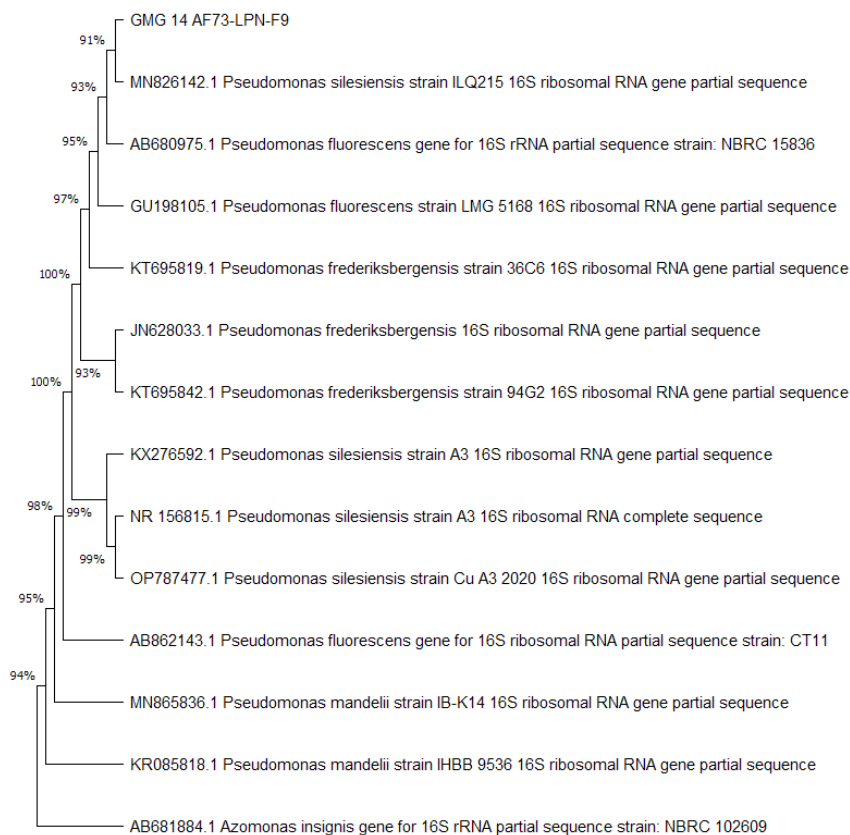 GMG 14 AF73-LPN-F9
91%
MN826142.1 Pseudomonas silesiensis strain ILQ215 16S ribosomal RNA gene partial sequence
93%
AB680975.1 Pseudomonas fluorescens gene for 16S rRNA partial sequence strain: NBRC 15836
95%
GU198105.1 Pseudomonas fluorescens strain LMG 5168 16S ribosomal RNA gene partial sequence
97%
KT695819.1 Pseudomonas frederiksbergensis strain 36C6 16S ribosomal RNA gene partial sequence
100%
JN628033.1 Pseudomonas frederiksbergensis 16S ribosomal RNA gene partial sequence
93%
100%
KT695842.1 Pseudomonas frederiksbergensis strain 94G2 16S ribosomal RNA gene partial sequence
KX276592.1 Pseudomonas silesiensis strain A3 16S ribosomal RNA gene partial sequence
98%
99%
NR 156815.1 Pseudomonas silesiensis strain A3 16S ribosomal RNA complete sequence
99%
OP787477.1 Pseudomonas silesiensis strain Cu A3 2020 16S ribosomal RNA gene partial sequence
95%
AB862143.1 Pseudomonas fluorescens gene for 16S ribosomal RNA partial sequence strain: CT11
94%
MN865836.1 Pseudomonas mandelii strain IB-K14 16S ribosomal RNA gene partial sequence
KR085818.1 Pseudomonas mandelii strain IHBB 9536 16S ribosomal RNA gene partial sequence
AB681884.1 Azomonas insignis gene for 16S rRNA partial sequence strain: NBRC 102609